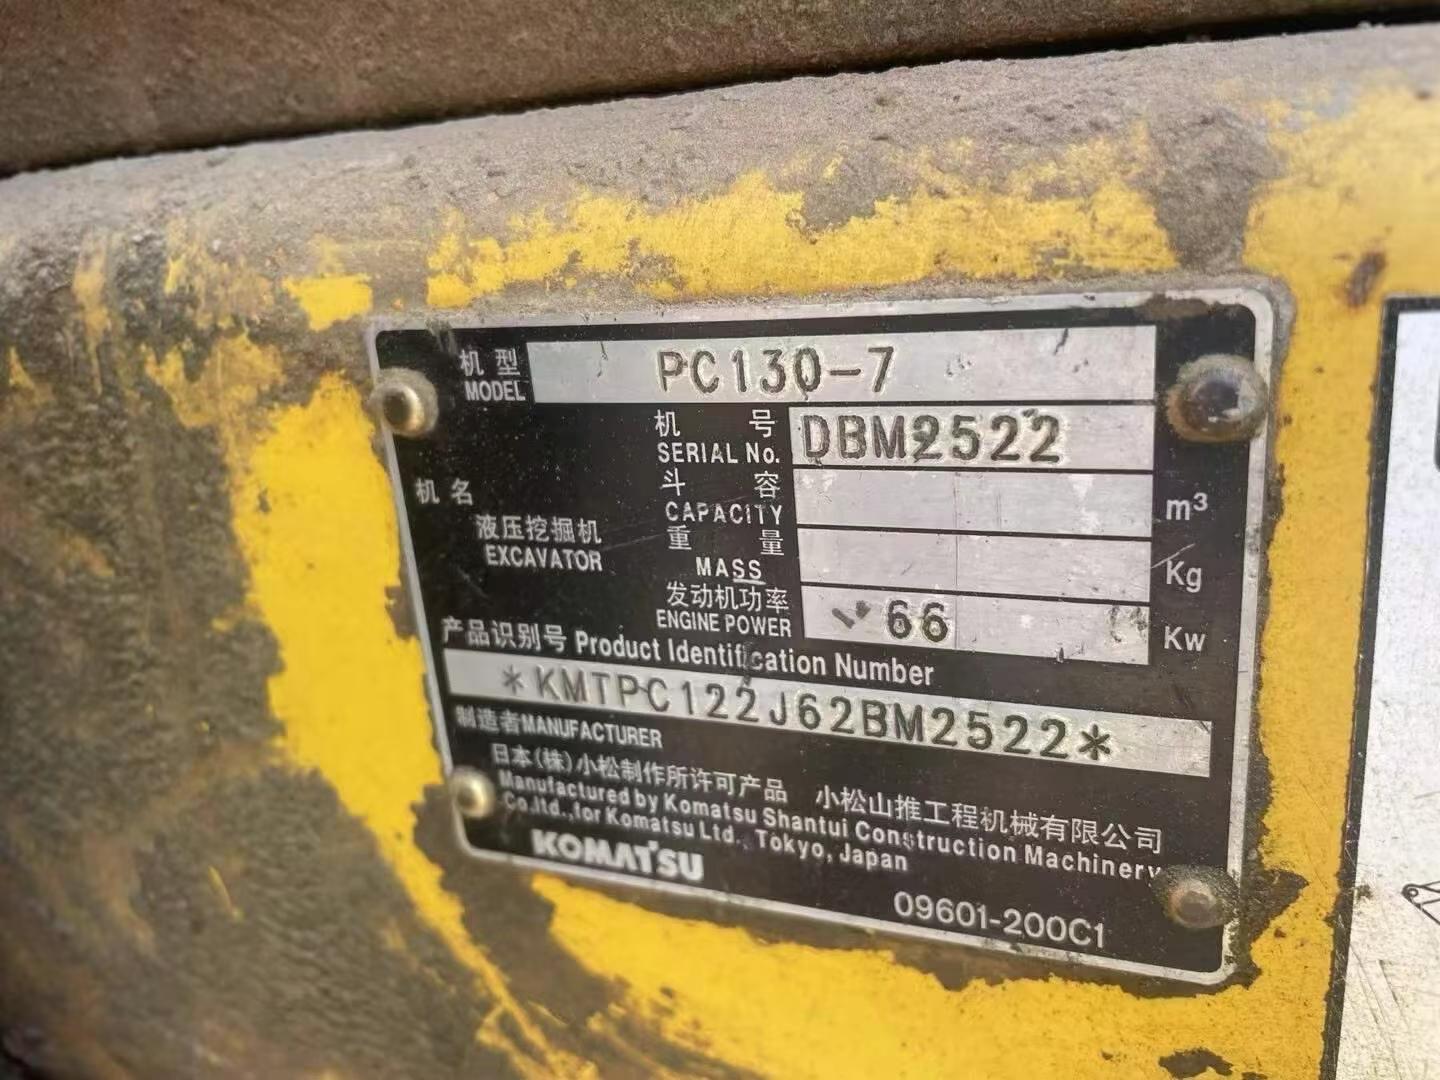 机型 PC130-7
MODEL
机号 DBM2522
SERIAL No.
机名
液压挖掘机
EXCAVATOR
斗容 m³
CAPACITY
重量 Kg
MASS
发动机功率 66 Kw
ENGINE POWER
产品识别号 Product Identification Number
*KMTPC122J62BM2522*
制造者MANUFACTURER
日本(株)小松制作所许可产品 小松山推工程机械有限公司
Manufactured by Komatsu Shantui Construction Machinery
Co.ltd.,for Komatsu Ltd., Tokyo, Japan
KOMATSU
09601-200C1